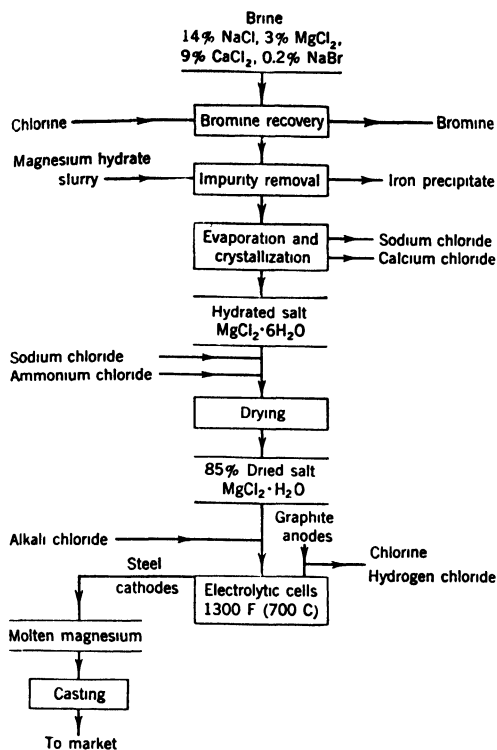 Brine
14% NaCl, 3% MgCl₂,
9% CaCl₂, 0.2% NaBr
Chlorine
Bromine recovery
Bromine
Magnesium hydrate
slurry
Impurity removal
Iron precipitate
Evaporation and
crystallization
Sodium chloride
Calcium chloride
Hydrated salt
MgCl₂·6H₂O
Sodium chloride
Ammonium chloride
Drying
85% Dried salt
MgCl₂·H₂O
Graphite
anodes
Alkali chloride
Chlorine
Hydrogen chloride
Steel
cathodes
Electrolytic cells
1300 F (700 C)
Molten magnesium
Casting
To market